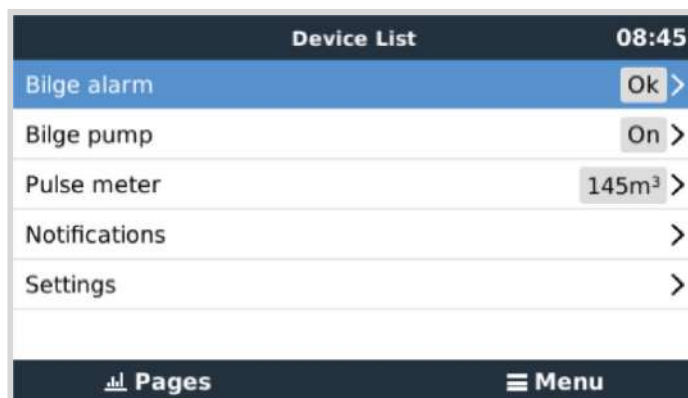 Device List 08:45
Bilge alarm Ok
Bilge pump On
Pulse meter 145m³
Notifications
Settings
Pages Menu